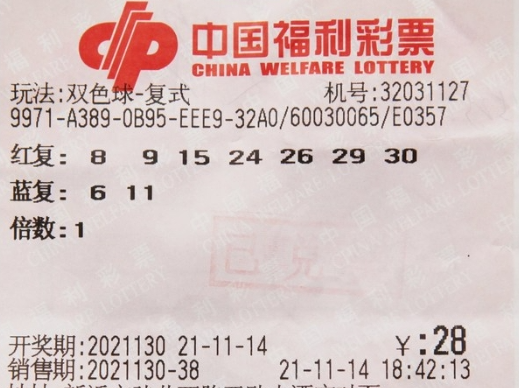 中国福利彩票
CHINA WELFARE LOTTERY
玩法:双色球-复式 机号:32031127
9971-A389-0B95-EEE9-32A0/60030065/E0357
红复: 8 9 15 24 26 29 30
蓝复: 6 11
倍数:1
开奖期:2021130 21-11-14 ¥:28
销售期:2021130-38 21-11-14 18:42:13